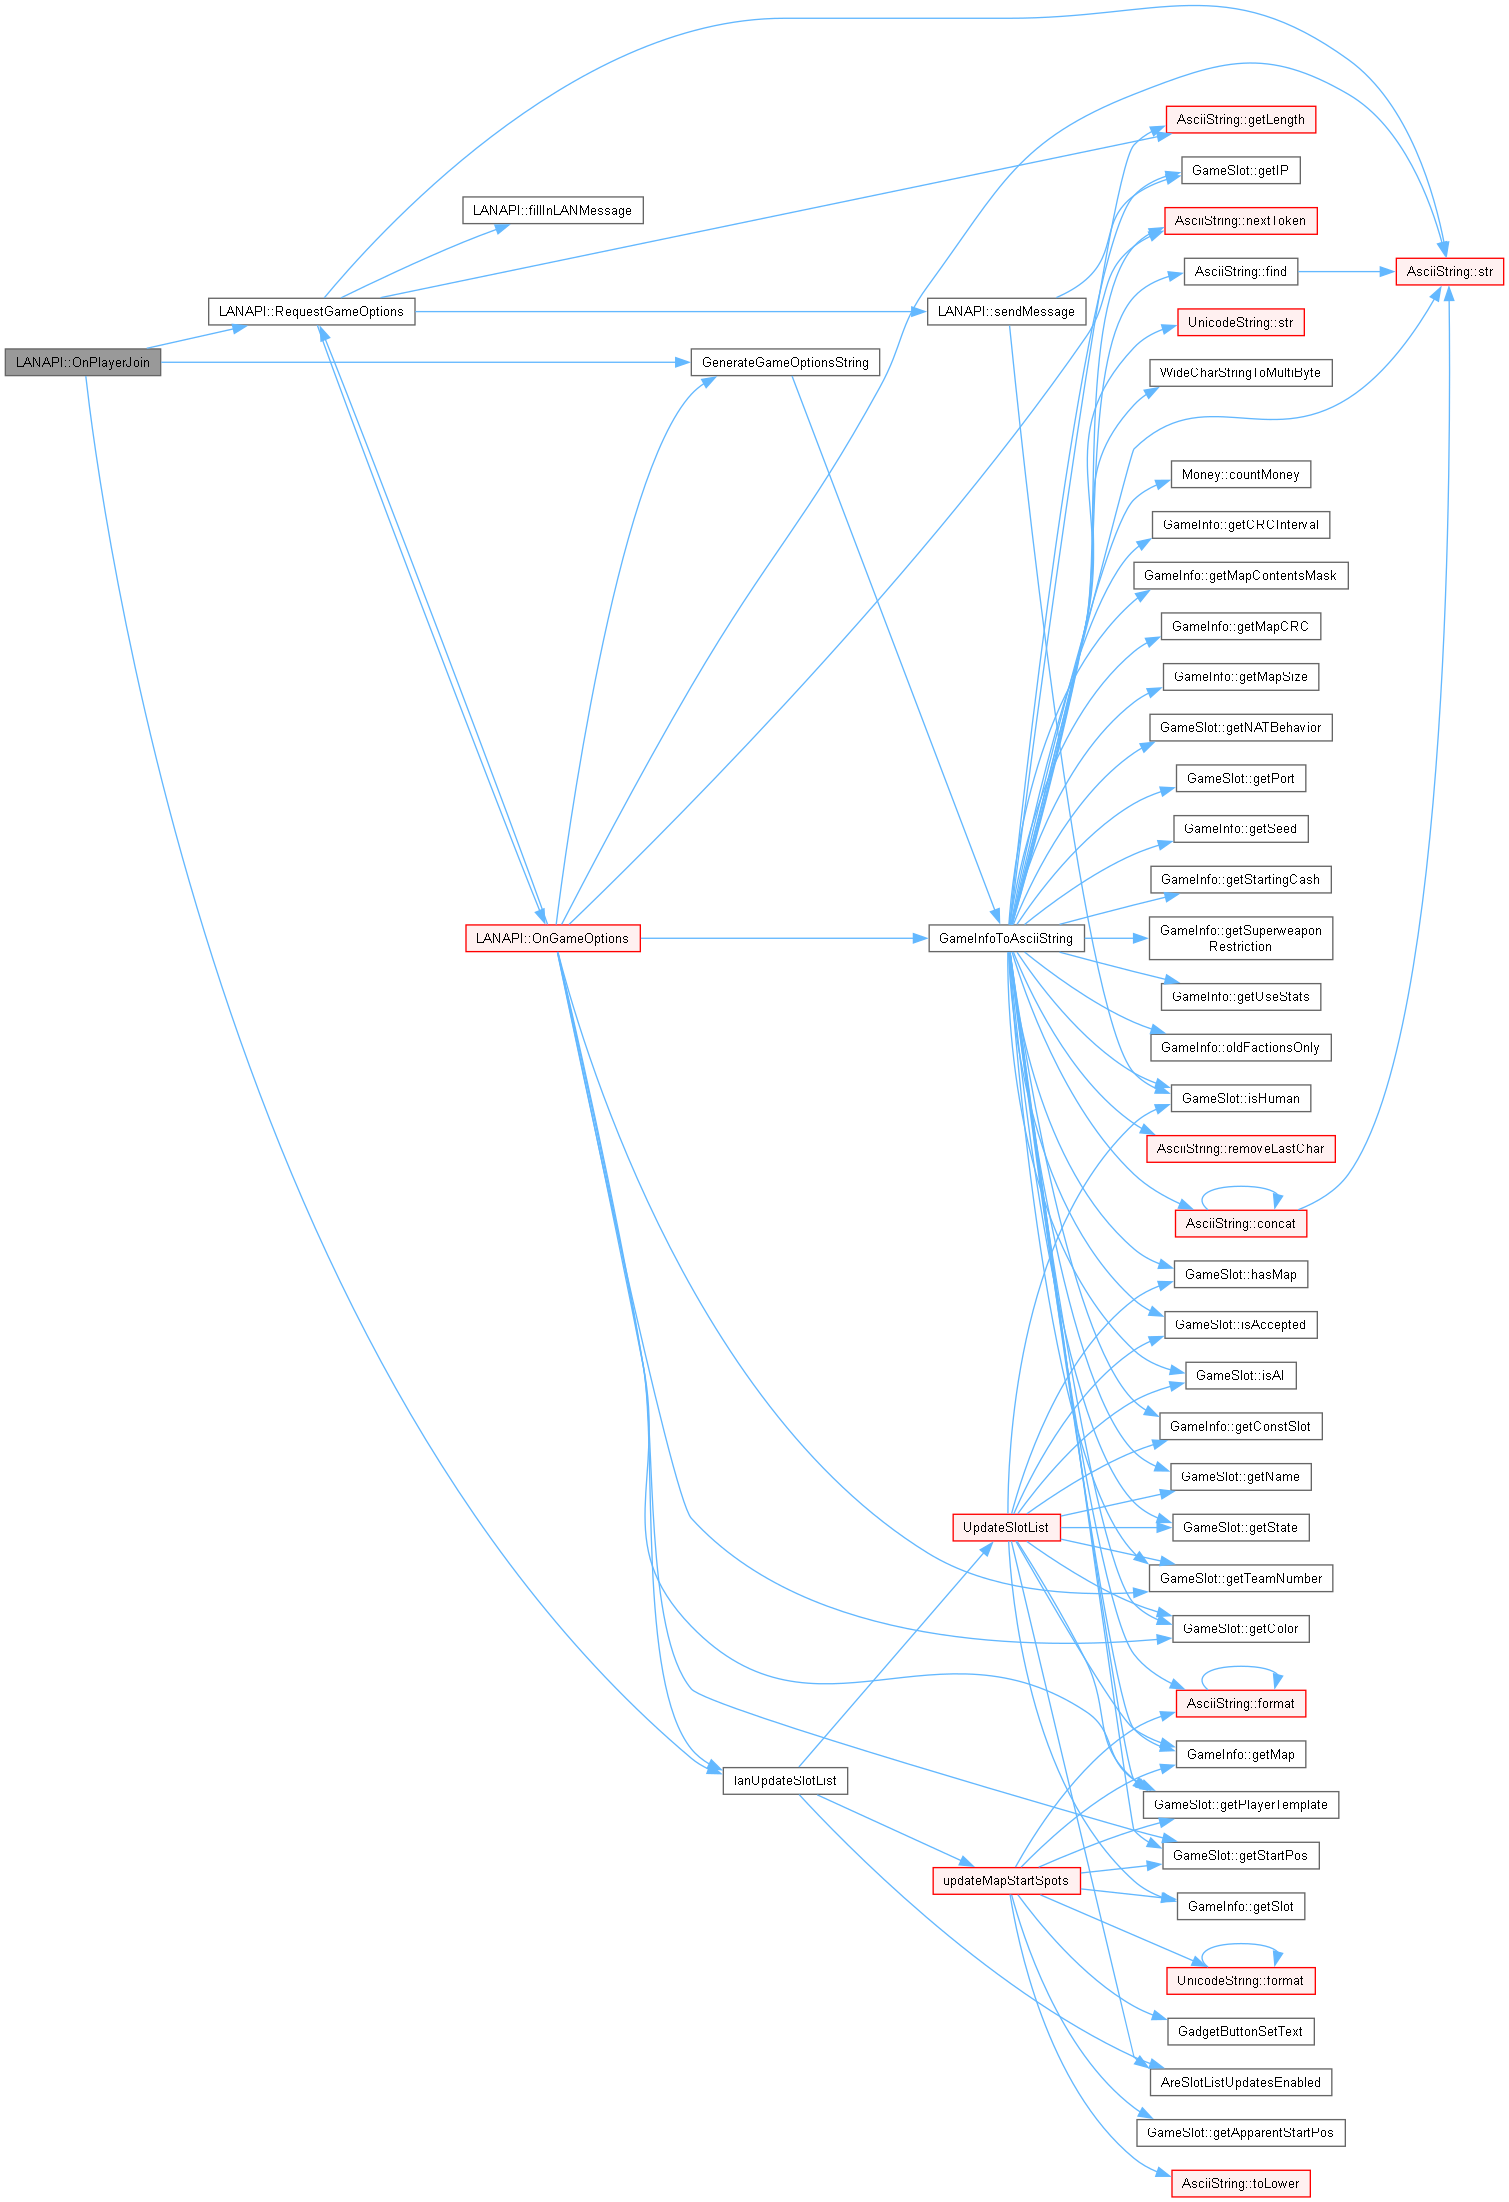 AsciiString::getLength
GameSlot::getIP
LANAPI::fillInLANMessage
AsciiString::nextToken
AsciiString::find
AsciiString::str
LANAPI::RequestGameOptions
LANAPI::sendMessage
UnicodeString::str
LANAPI::OnPlayerJoin
GenerateGameOptionsString
WideCharStringToMultiByte
Money::countMoney
GameInfo::getCRCInterval
GameInfo::getMapContentsMask
GameInfo::getMapCRC
GameInfo::getMapSize
GameSlot::getNATBehavior
GameSlot::getPort
GameInfo::getSeed
GameInfo::getStartingCash
LANAPI::OnGameOptions
GameInfoToAsciiString
GameInfo::getSuperweapon
Restriction
GameInfo::getUseStats
GameInfo::oldFactionsOnly
GameSlot::isHuman
AsciiString::removeLastChar
AsciiString::concat
GameSlot::hasMap
GameSlot::isAccepted
GameSlot::isAI
GameInfo::getConstSlot
GameSlot::getName
UpdateSlotList
GameSlot::getState
GameSlot::getTeamNumber
GameSlot::getColor
AsciiString::format
GameInfo::getMap
lanUpdateSlotList
GameSlot::getPlayerTemplate
GameSlot::getStartPos
updateMapStartSpots
GameInfo::getSlot
UnicodeString::format
GadgetButtonSetText
AreSlotListUpdatesEnabled
GameSlot::getApparentStartPos
AsciiString::toLower